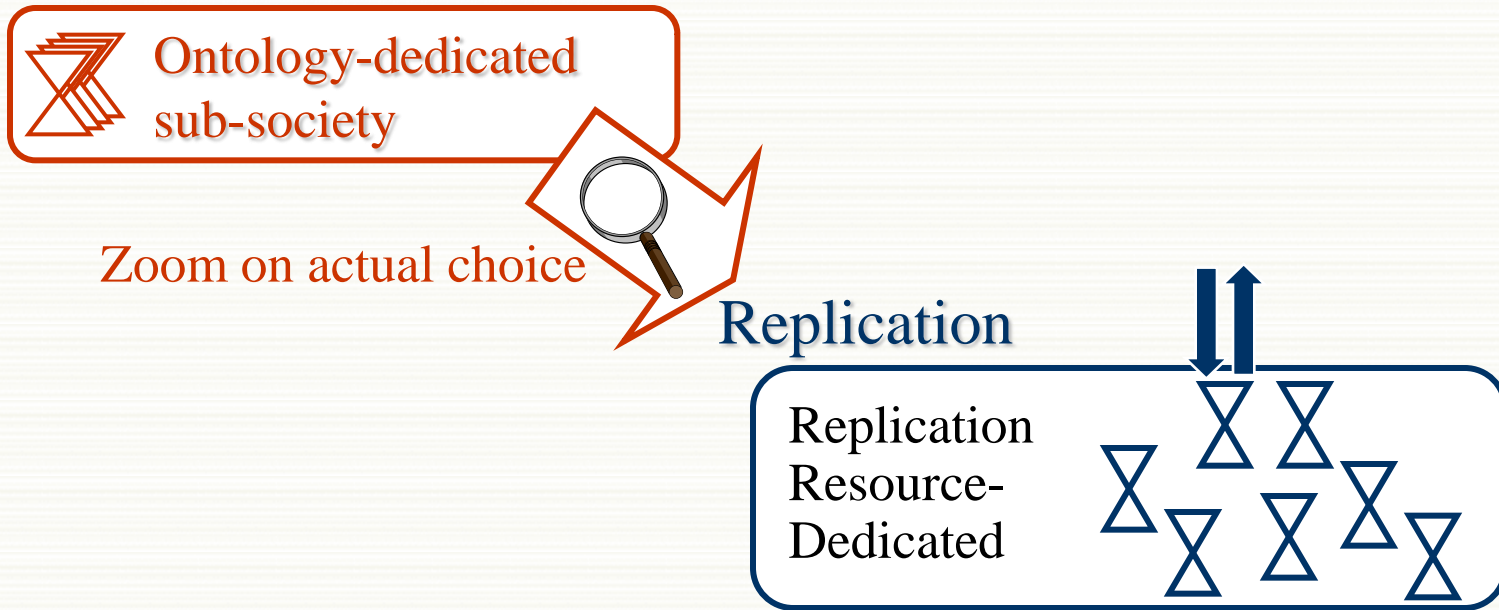 Ontology-dedicated
sub-society
Zoom on actual choice
Replication
Replication
Resource-
Dedicated